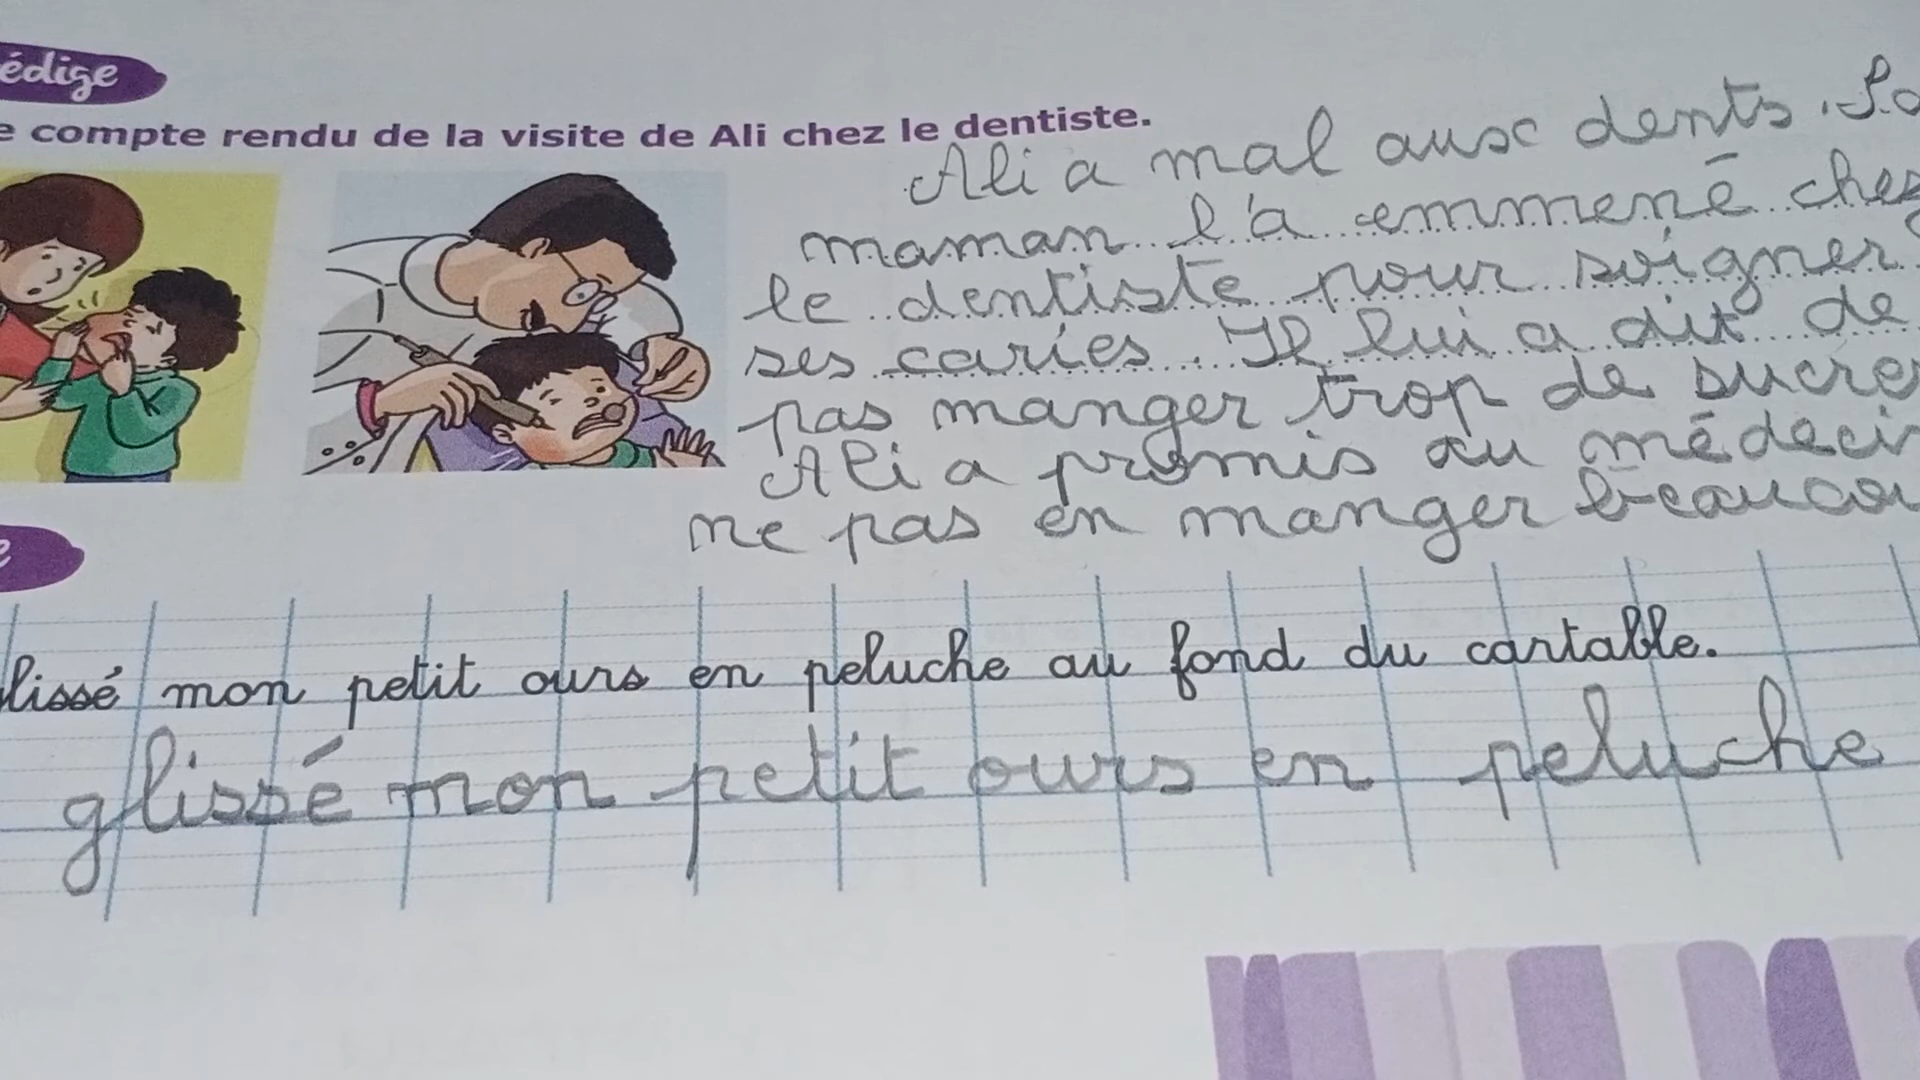 édige
compte rendu de la visite de Ali chez le dentiste.
Ali a mal aux dents. Sa
maman l'a emmené chez
le dentiste pour soigner
ses caries. Il lui a dit de
pas manger trop de sucre
Ali a promis au médecin
ne pas en manger beaucou
lissé mon petit ours en peluche au fond du cartable.
glissé mon petit ours en peluche